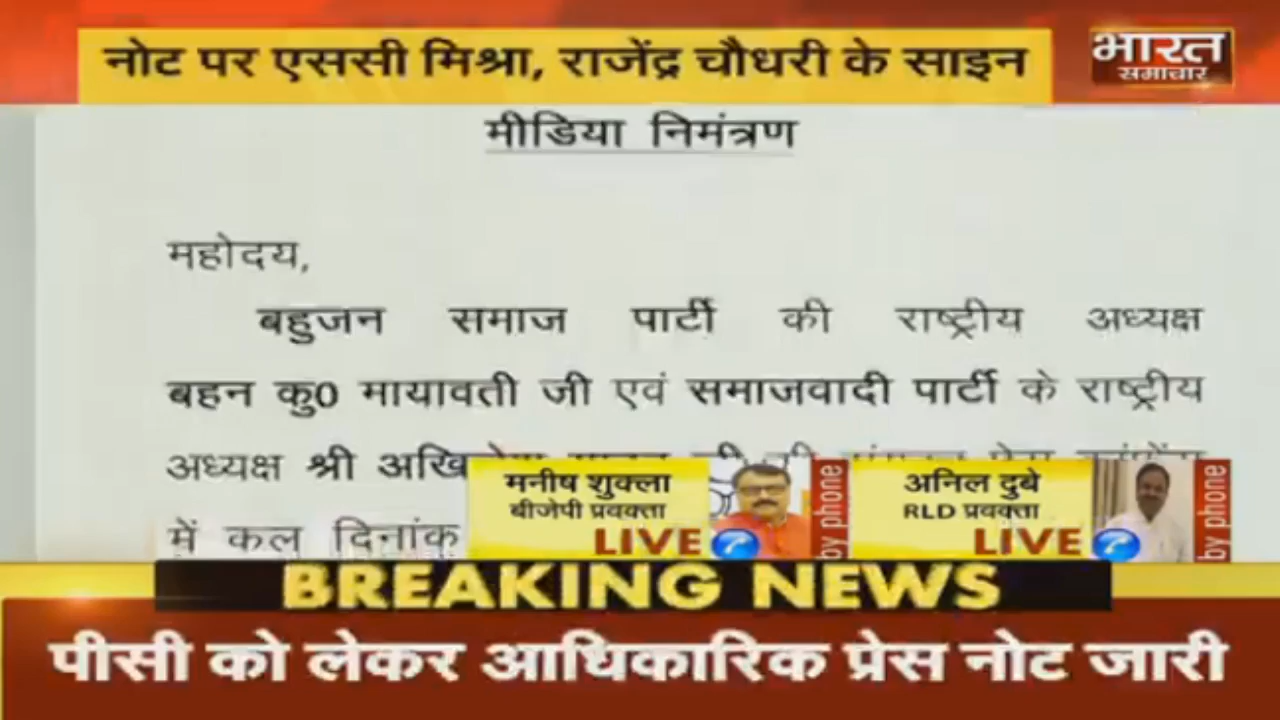 नोट पर एससी मिश्रा, राजेंद्र चौधरी के साइन
भारत
समाचार
मीडिया निमंत्रण
महोदय,
बहुजन समाज पार्टी की राष्ट्रीय अध्यक्ष
बहन कु0 मायावती जी एवं समाजवादी पार्टी के राष्ट्रीय
अध्यक्ष श्री
में कल दिनांक
मनीष शुक्ला
बीजेपी प्रवक्ता
LIVE
by phone
अनिल दुबे
RLD प्रवक्ता
LIVE
by phone
BREAKING NEWS
पीसी को लेकर आधिकारिक प्रेस नोट जारी